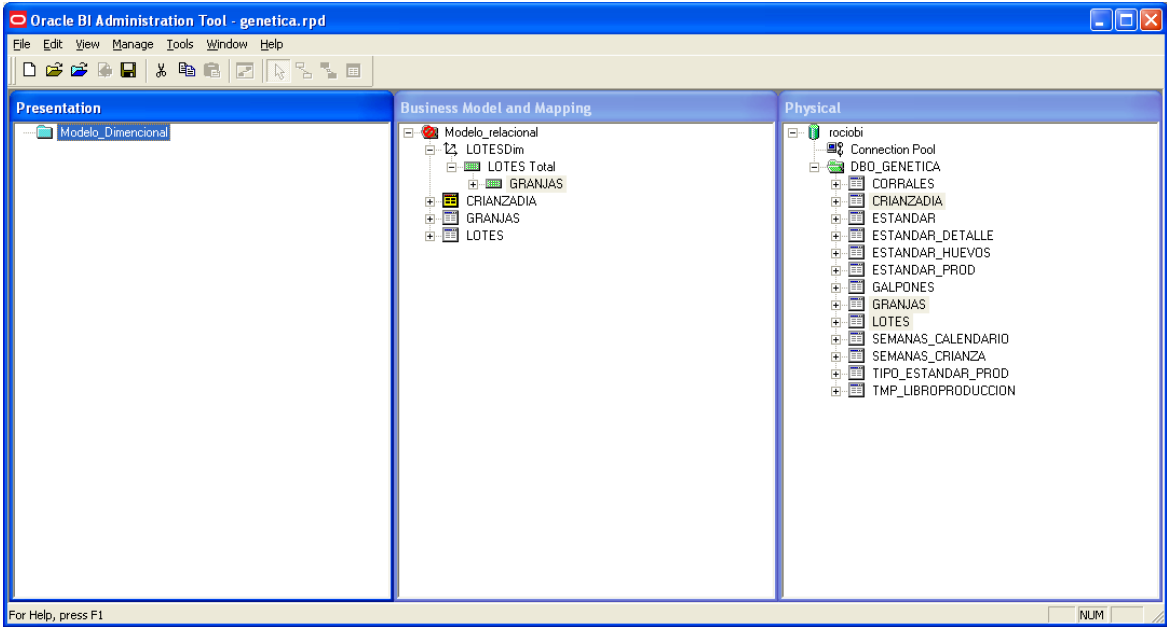 Oracle BI Administration Tool - genetica.rpd
File Edit View Manage Tools Window Help
Presentation
Modelo_Dimencional
Business Model and Mapping
Modelo_relacional
LOTESDim
LOTES Total
GRANJAS
CRIANZADIA
GRANJAS
LOTES
Physical
rociobi
Connection Pool
DBO_GENETICA
CORRALES
CRIANZADIA
ESTANDAR
ESTANDAR_DETALLE
ESTANDAR_HUEVOS
ESTANDAR_PROD
GALPONES
GRANJAS
LOTES
SEMANAS_CALENDARIO
SEMANAS_CRIANZA
TIPO_ESTANDAR_PROD
TMP_LIBROPRODUCCION
For Help, press F1
NUM